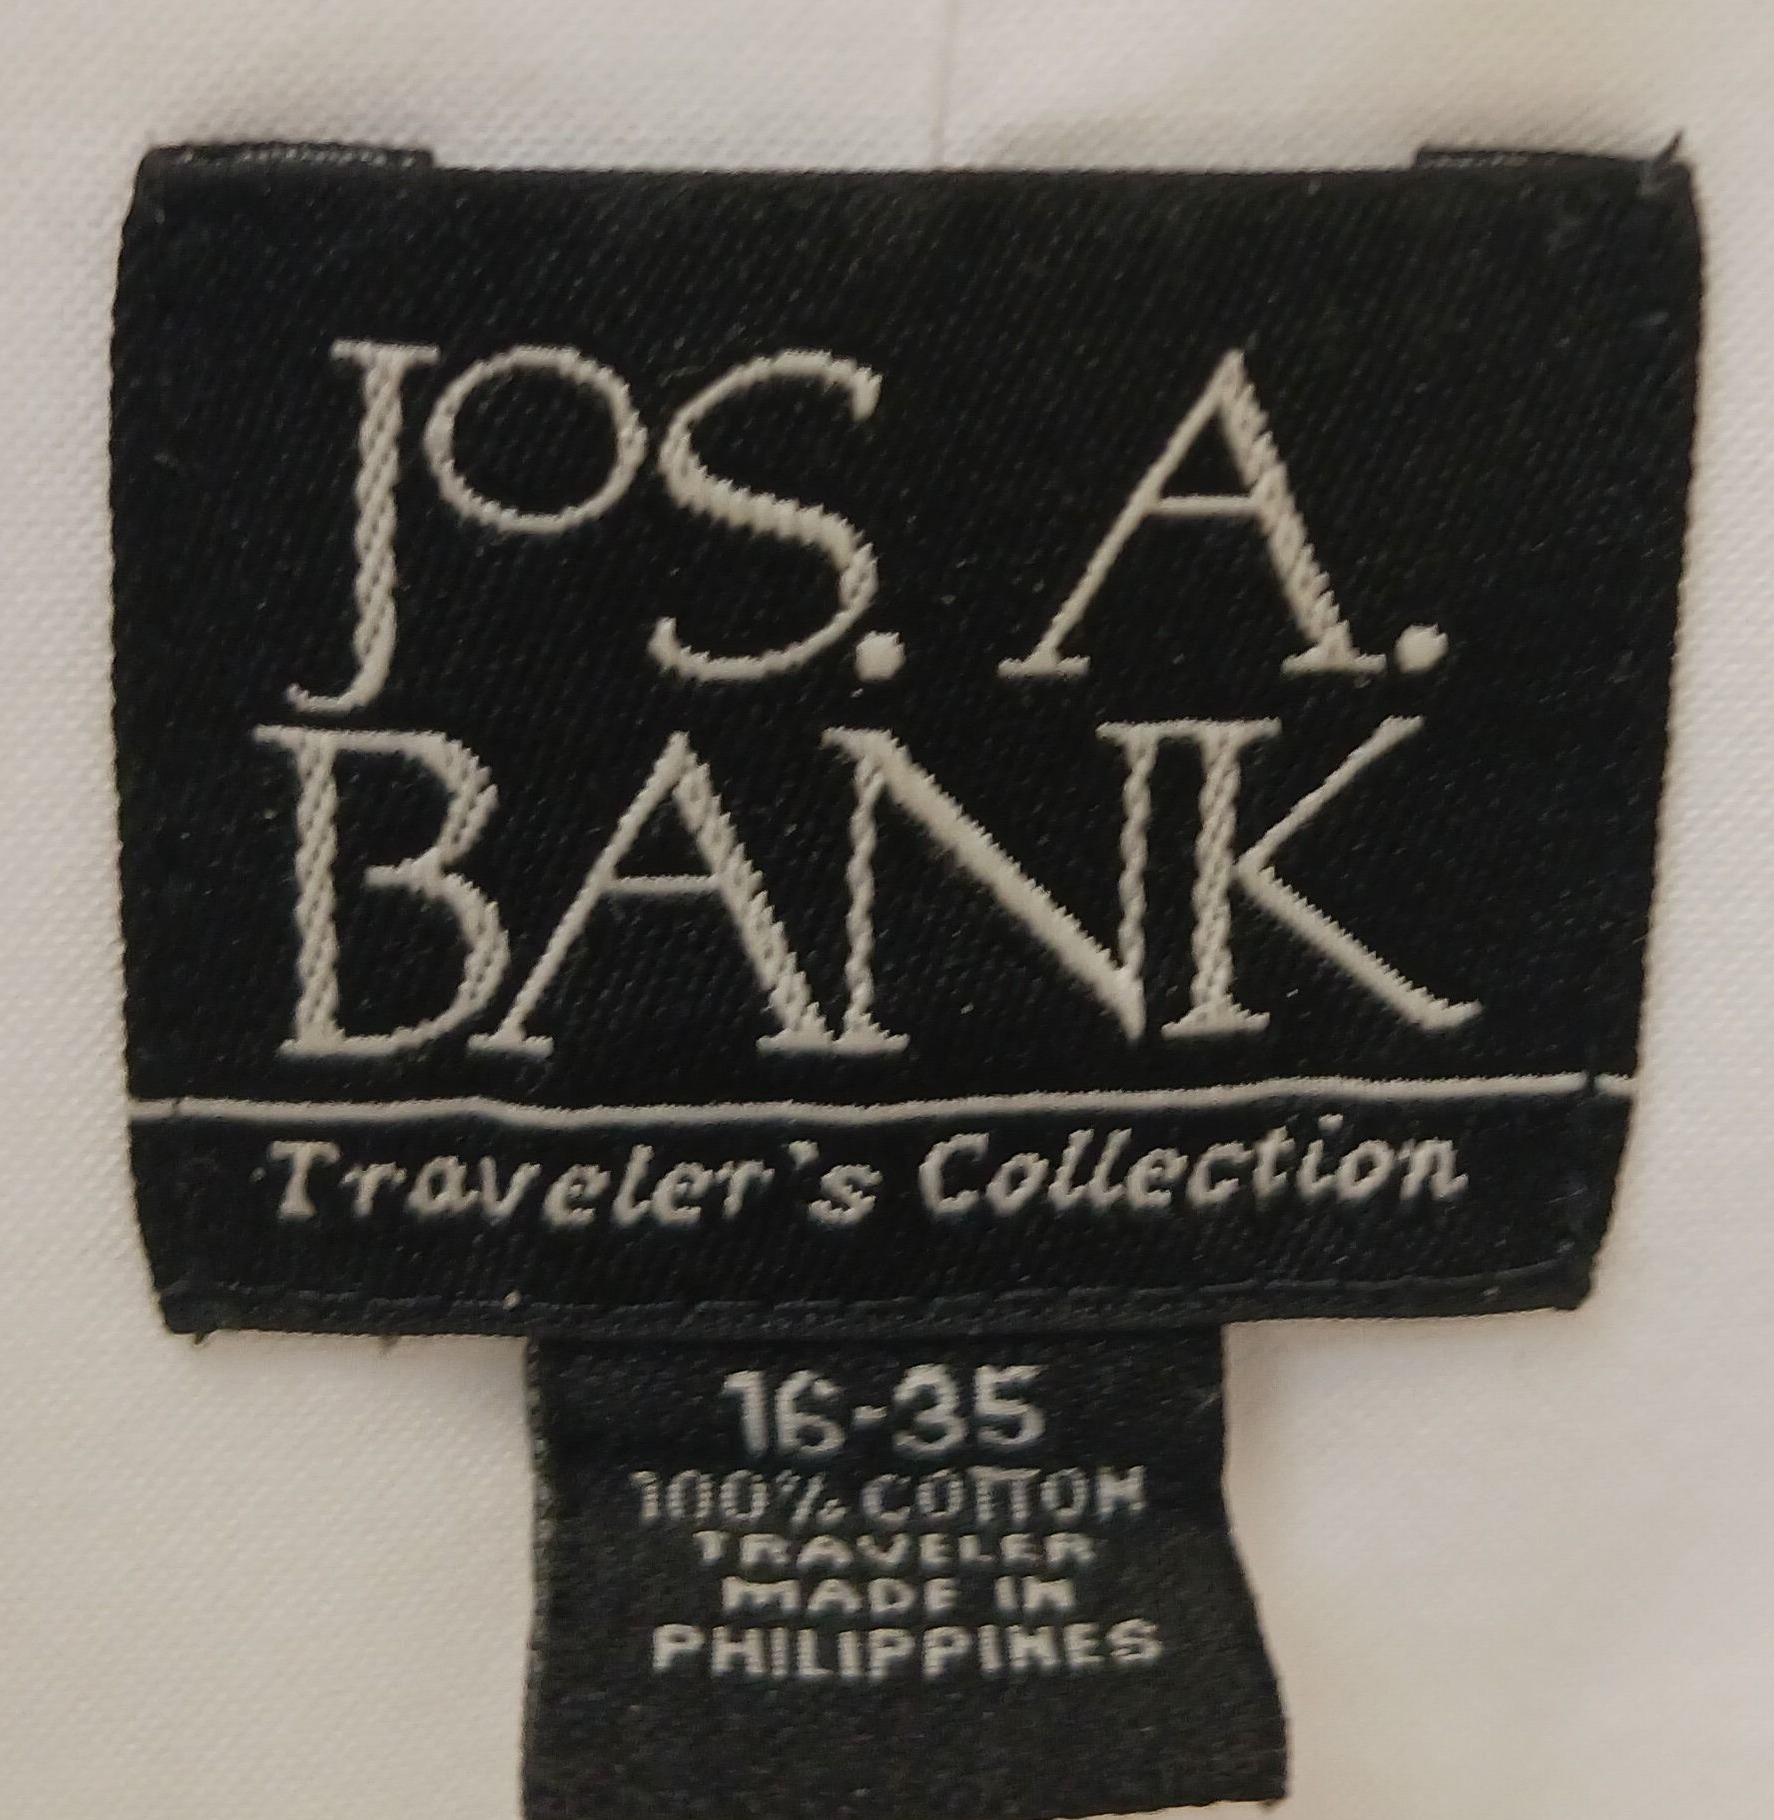 JoS. A.
BANK
Traveler's Collection
16-35
100% COTTON
TRAVELER
MADE IN
PHILIPPINES